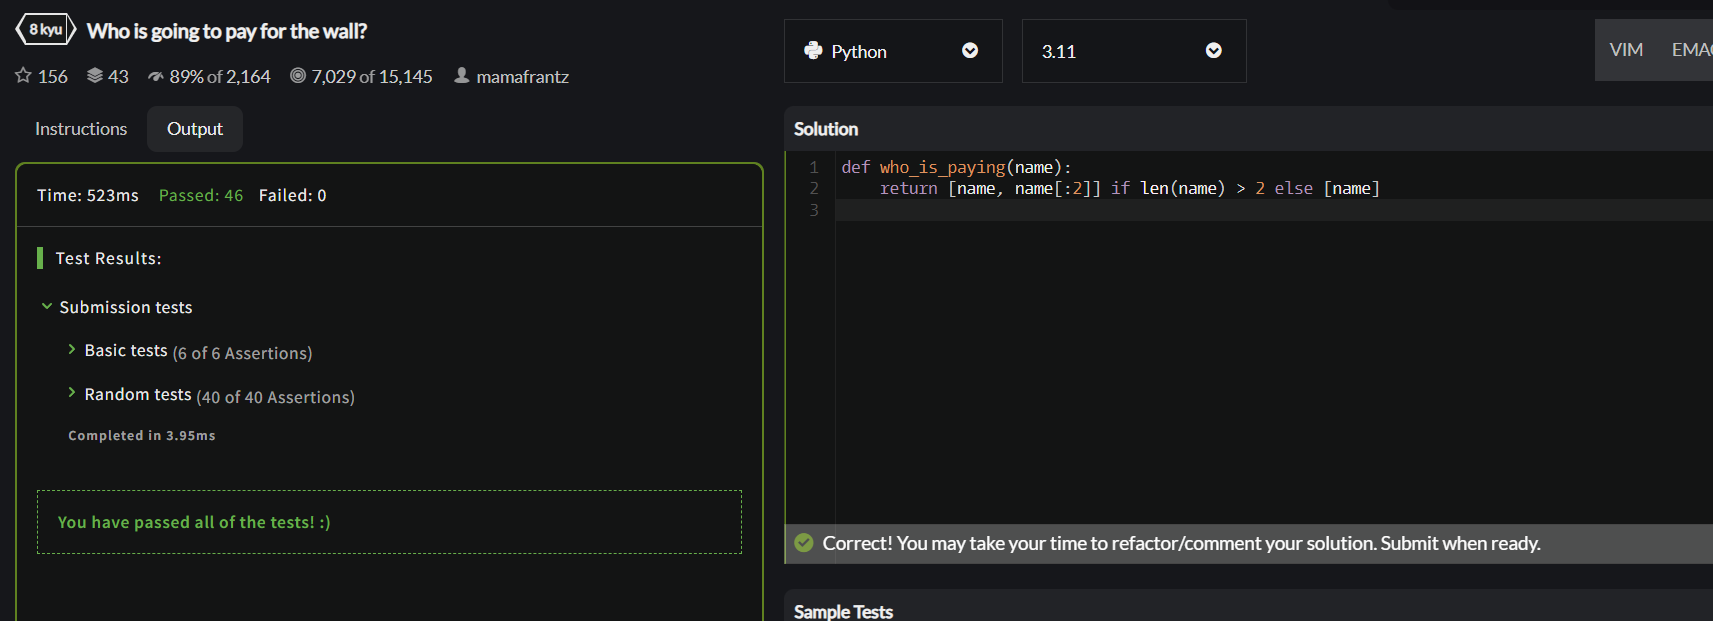 8 kyu Who is going to pay for the wall?
156 43 89% of 2,164 7,029 of 15,145 mamafrantz
Instructions Output
Time: 523ms Passed: 46 Failed: 0
Test Results:
Submission tests
Basic tests (6 of 6 Assertions)
Random tests (40 of 40 Assertions)
Completed in 3.95ms
You have passed all of the tests! :)
Python 3.11 VIM EMAC
Solution
1 def who_is_paying(name):
2 return [name, name[:2]] if len(name) > 2 else [name]
3
Correct! You may take your time to refactor/comment your solution. Submit when ready.
Sample Tests